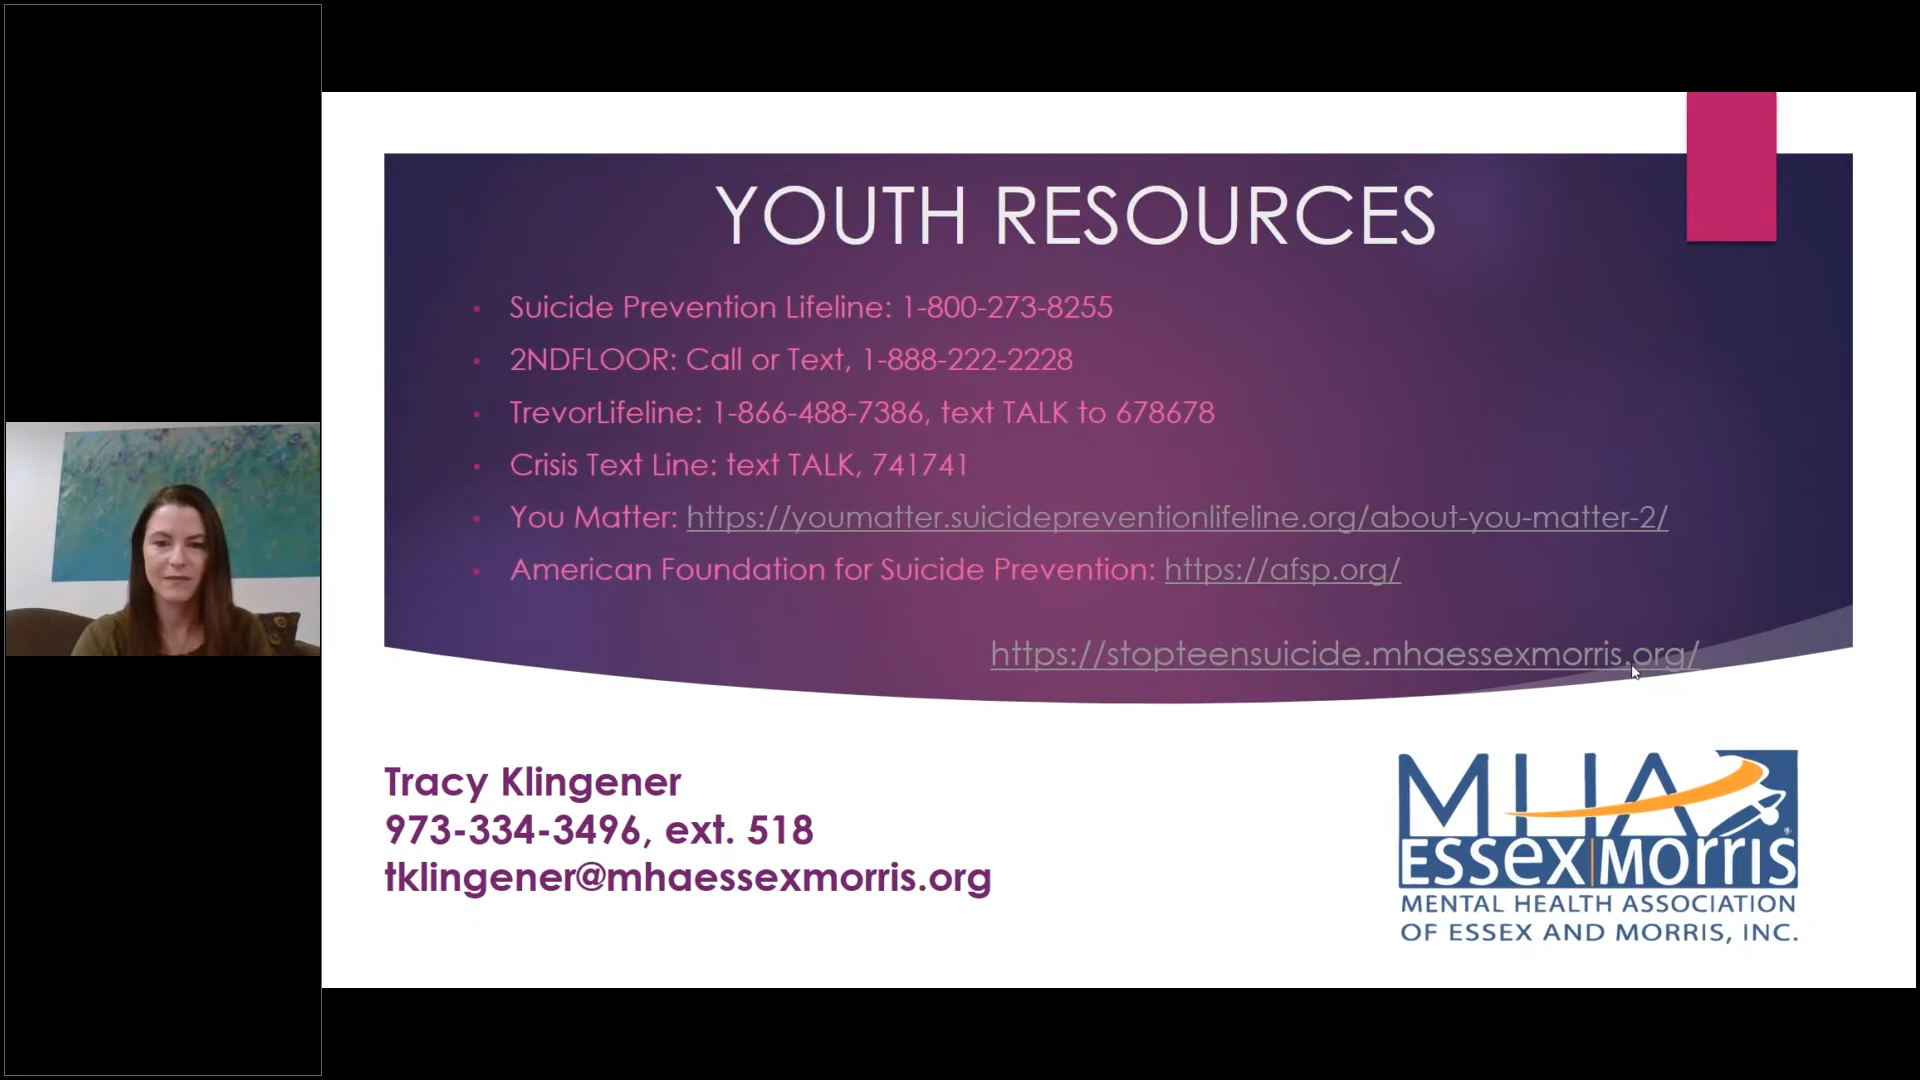 YOUTH RESOURCES
Suicide Prevention Lifeline: 1-800-273-8255
2NDFLOOR: Call or Text, 1-888-222-2228
TrevorLifeline: 1-866-488-7386, text TALK to 678678
Crisis Text Line: text TALK, 741741
You Matter: https://youmatter.suicidepreventionlifeline.org/about-you-matter-2/
American Foundation for Suicide Prevention: https://afsp.org/
https://stopteensuicide.mhaessexmorris.org/
Tracy Klingener
973-334-3496, ext. 518
tklingener@mhaessexmorris.org
MHA
ESSEX MORRIS
MENTAL HEALTH ASSOCIATION
OF ESSEX AND MORRIS, INC.